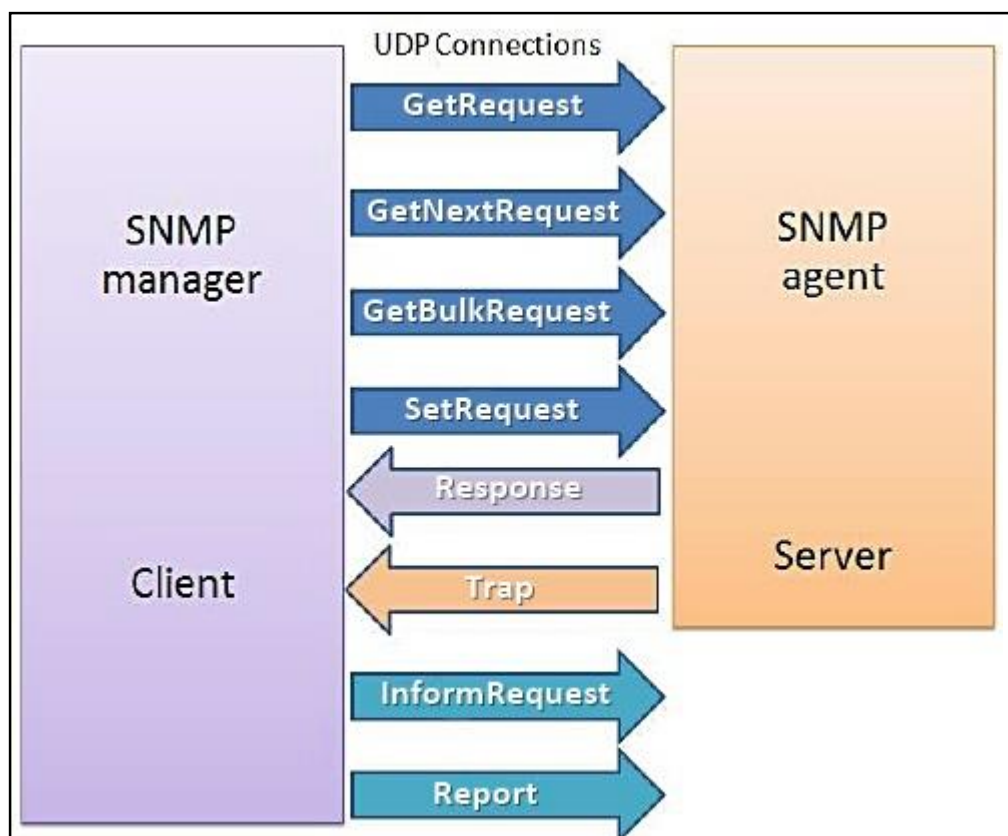 UDP Connections
GetRequest
GetNextRequest
GetBulkRequest
SetRequest
Response
Trap
InformRequest
Report
SNMP
manager
Client
SNMP
agent
Server